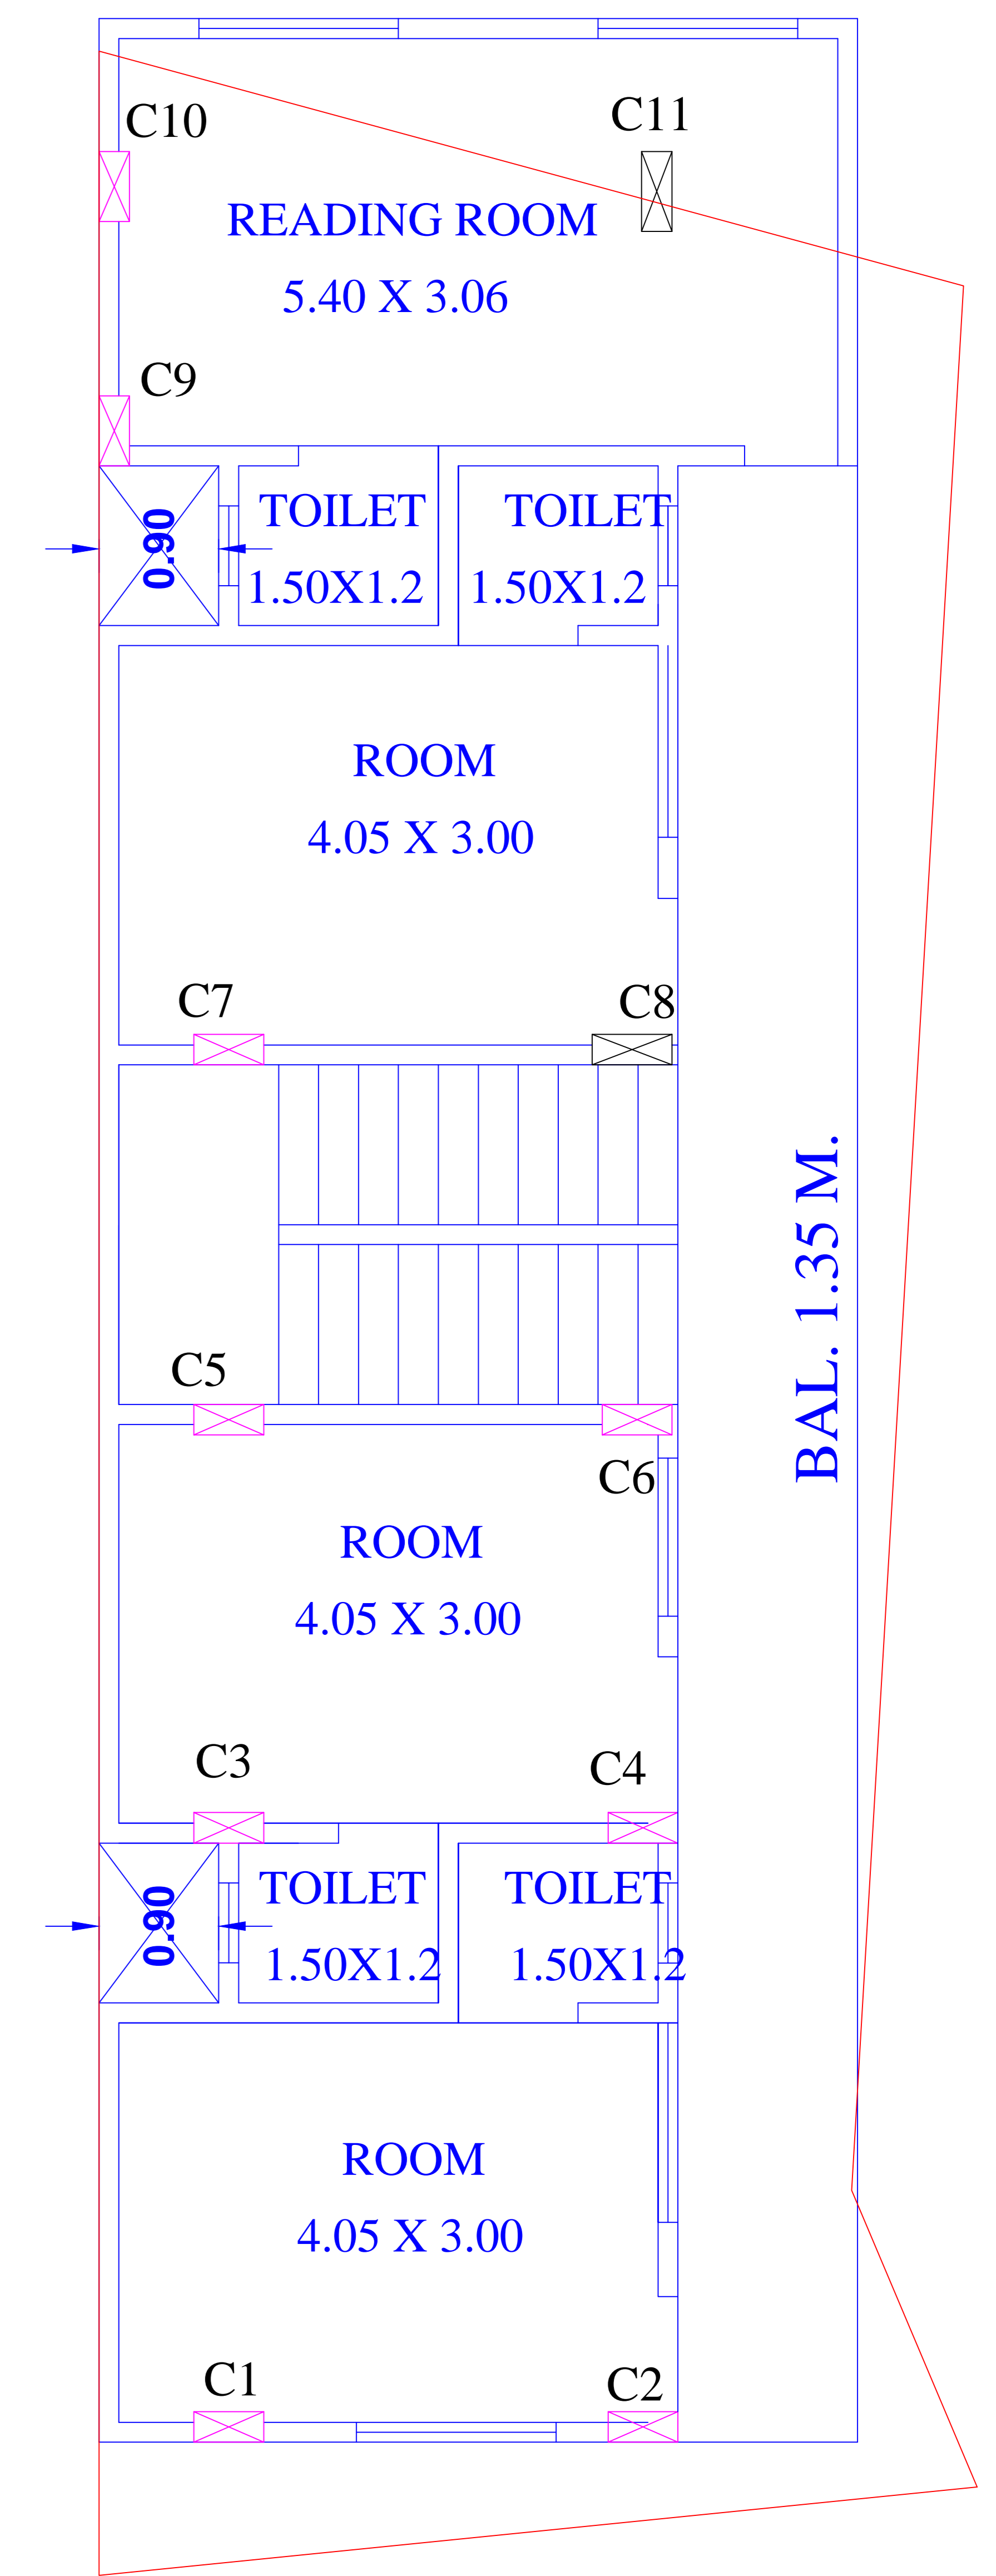 C10
C11
READING ROOM
5.40 X 3.06
C9
0.90
TOILET
1.50X1.2
TOILET
1.50X1.2
ROOM
4.05 X 3.00
C7
C8
BAL. 1.35 M.
C5
C6
ROOM
4.05 X 3.00
C3
C4
0.90
TOILET
1.50X1.2
TOILET
1.50X1.2
ROOM
4.05 X 3.00
C1
C2